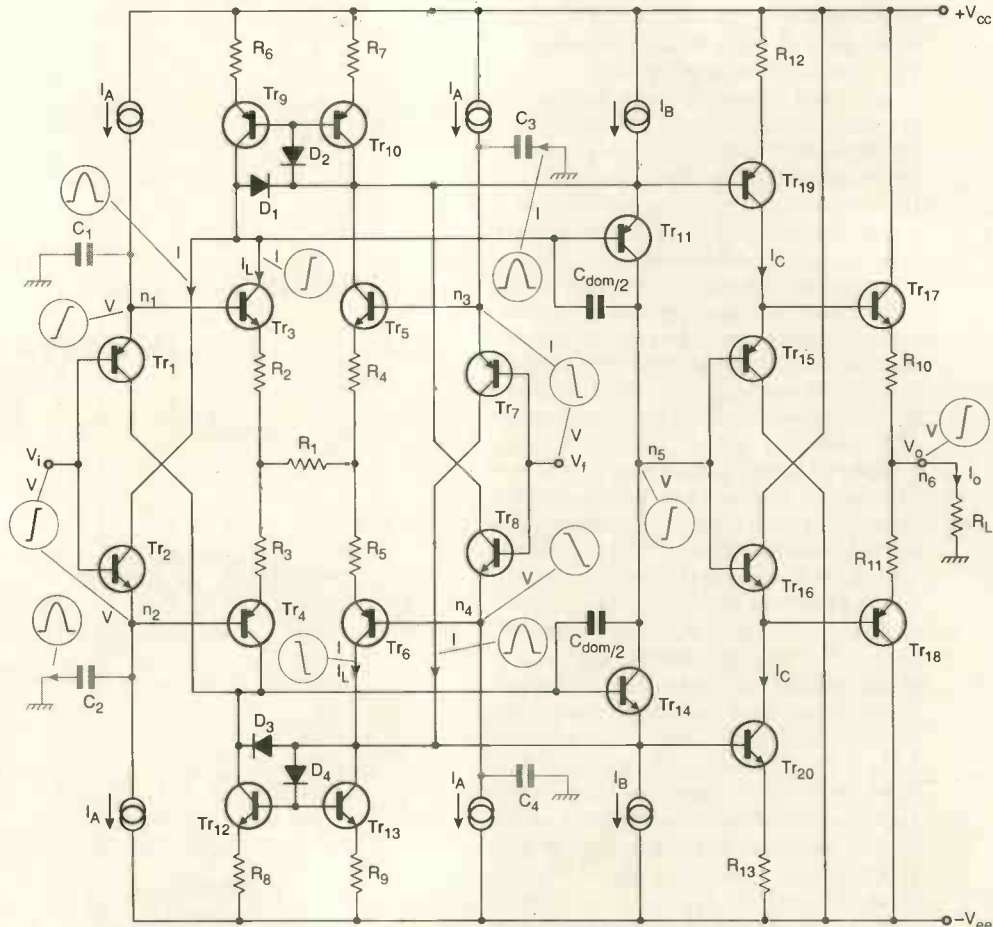 +Vcc
R6
R7
R12
IA
IA
IB
Tr9
Tr10
C3
D2
Tr19
D1
Tr11
C1
I
I
IC
I
IL
Cdom/2
Tr17
V
n1
n3
Tr3
Tr5
Tr1
I
Tr15
R10
R2
R4
Tr7
V
Vi
R1
V
Vf
n5
Vo
V
n6
Io
V
RL
Tr2
Tr8
R3
R5
R11
Tr16
V
n2
Tr4
n4
V
Tr6
I
Cdom/2
Tr18
I
IL
C2
IC
Tr14
D3
D4
Tr20
IA
Tr12
Tr13
IA
C4
IB
R8
R9
R13
−Vee